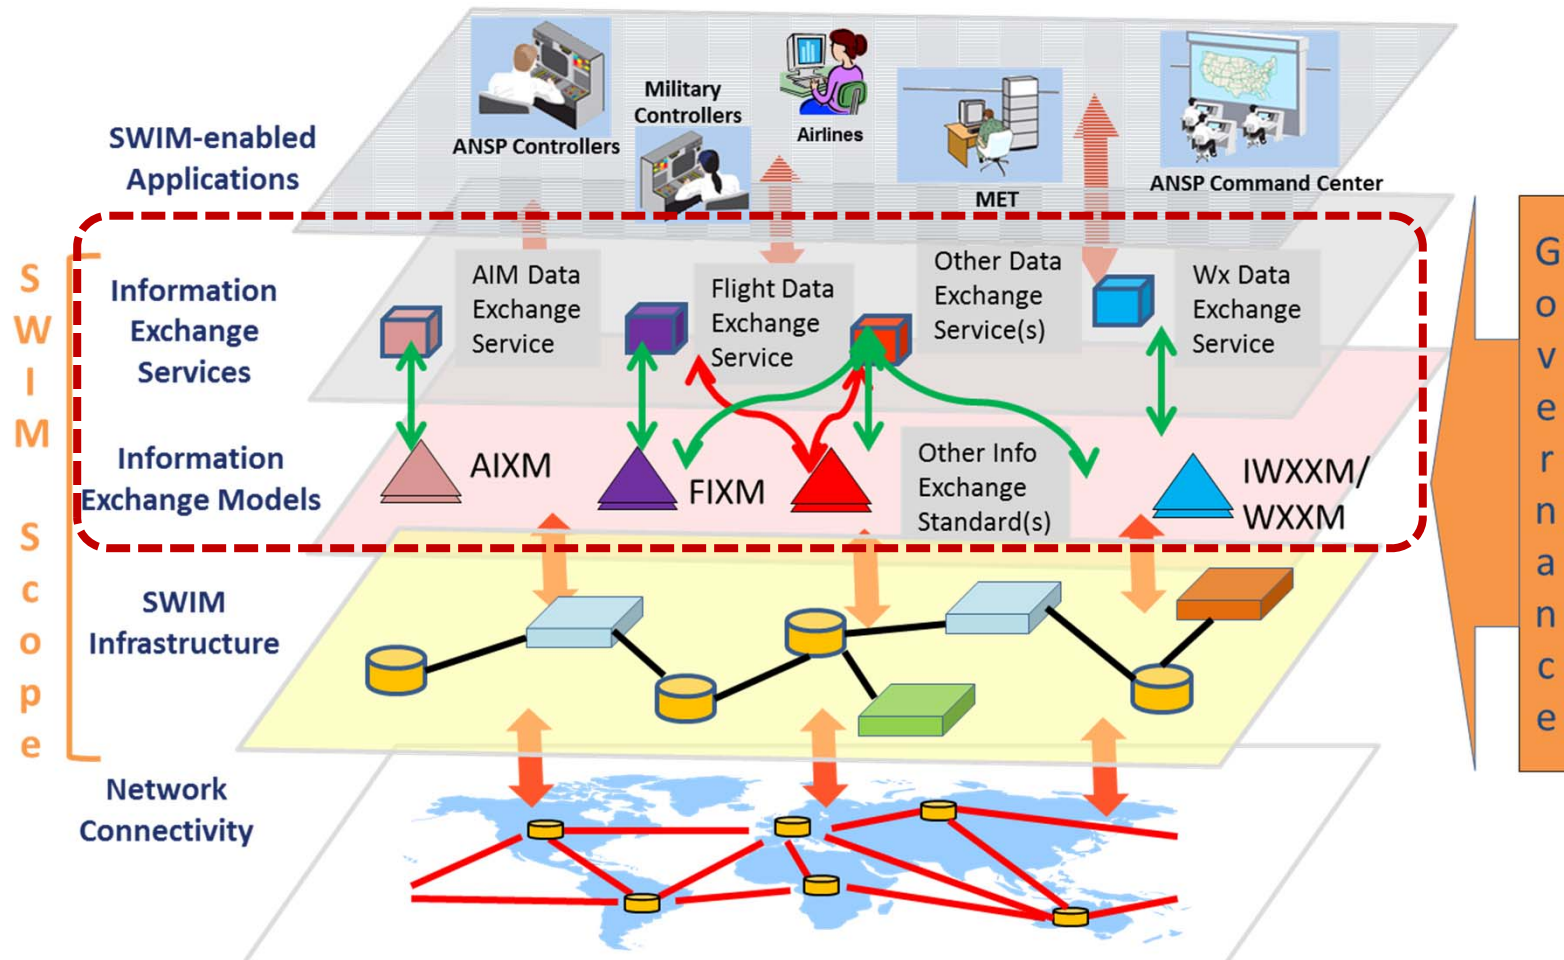 Military
Controllers
ANSP Controllers
Airlines
MET
ANSP Command Center
SWIM-enabled
Applications
SWIM Scope
Information
Exchange
Services
AIM Data
Exchange
Service
Flight Data
Exchange
Service
Other Data
Exchange
Service(s)
Wx Data
Exchange
Service
Information
Exchange Models
AIXM
FIXM
Other Info
Exchange
Standard(s)
IWXXM/
WXXM
SWIM
Infrastructure
Network
Connectivity
Governance